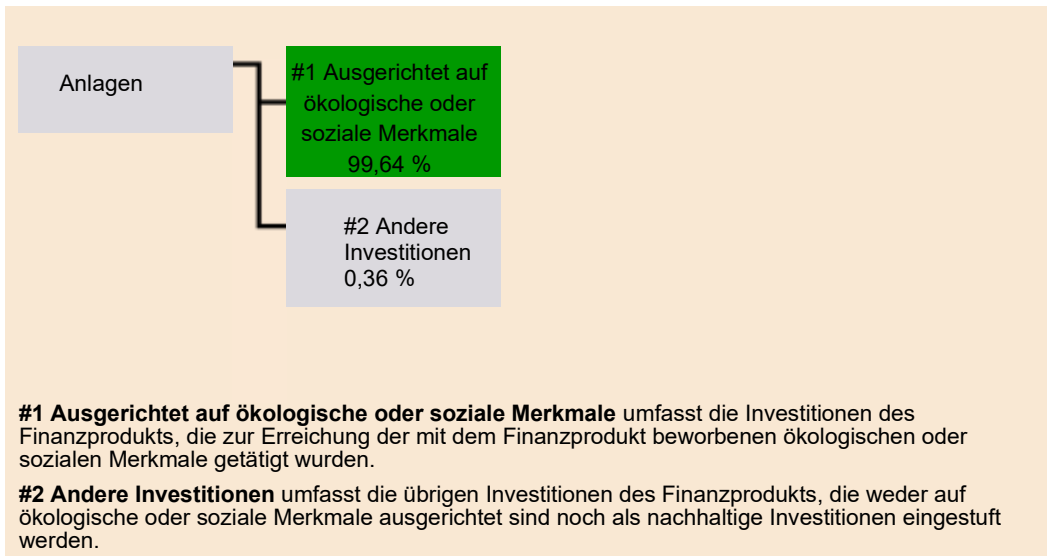 Anlagen
#1 Ausgerichtet auf
ökologische oder
soziale Merkmale
99,64 %
#2 Andere
Investitionen
0,36 %
#1 Ausgerichtet auf ökologische oder soziale Merkmale umfasst die Investitionen des
Finanzprodukts, die zur Erreichung der mit dem Finanzprodukt beworbenen ökologischen oder
sozialen Merkmale getätigt wurden.
#2 Andere Investitionen umfasst die übrigen Investitionen des Finanzprodukts, die weder auf
ökologische oder soziale Merkmale ausgerichtet sind noch als nachhaltige Investitionen eingestuft
werden.